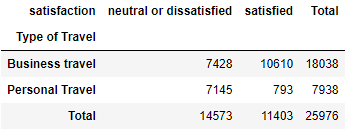 satisfaction neutral or dissatisfied satisfied Total
Type of Travel
Business travel 7428 10610 18038
Personal Travel 7145 793 7938
Total 14573 11403 25976